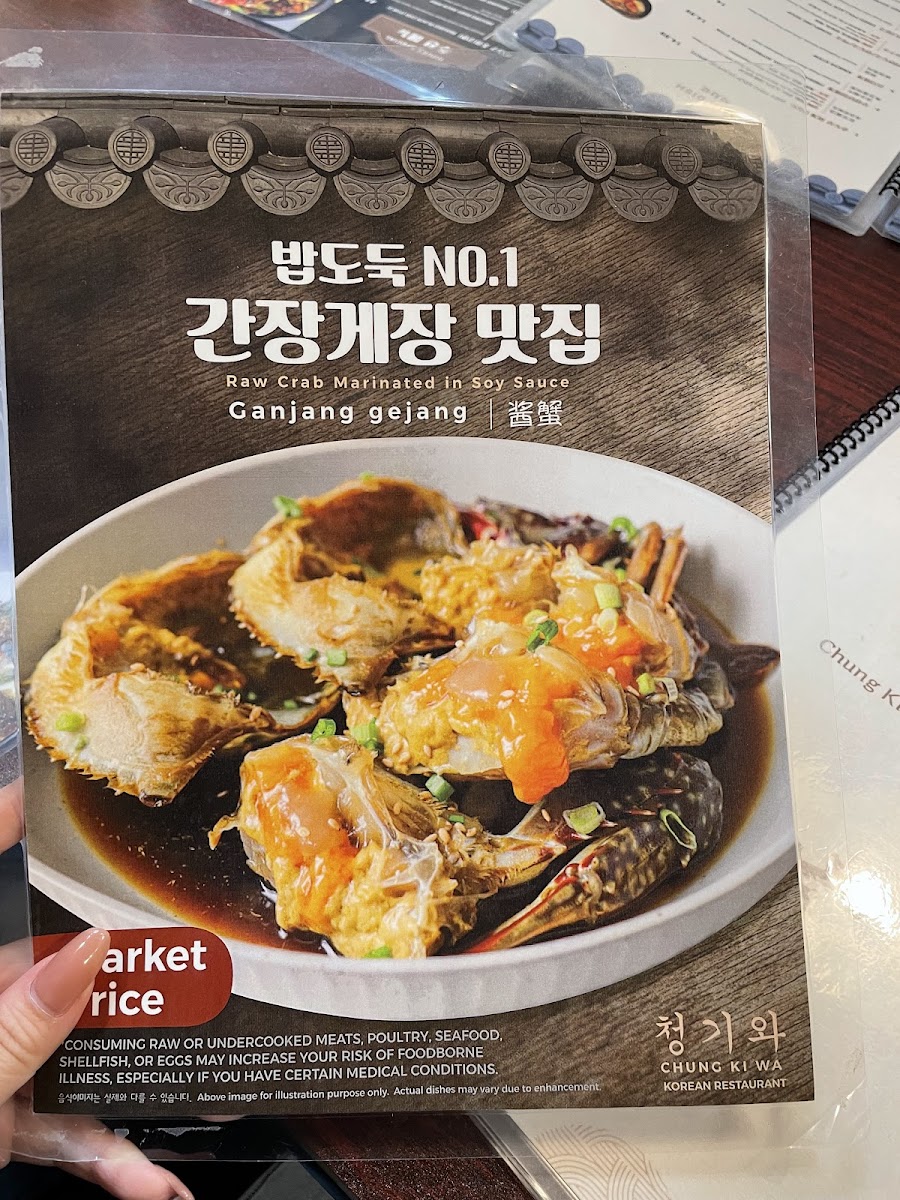 밥도둑 NO.1
간장게장 맛집
Raw Crab Marinated in Soy Sauce
Ganjang gejang | 酱蟹
arket
rice
*CONSUMING RAW OR UNDERCOOKED MEATS, POULTRY, SEAFOOD,
SHELLFISH, OR EGGS MAY INCREASE YOUR RISK OF FOODBORNE
ILLNESS, ESPECIALLY IF YOU HAVE CERTAIN MEDICAL CONDITIONS.
음식이미지는 실제와 다를 수 있습니다. Above image for illustration purpose only. Actual dishes may vary due to enhancement.
청기와
CHUNG KI WA
KOREAN RESTAURANT
Chung Ki